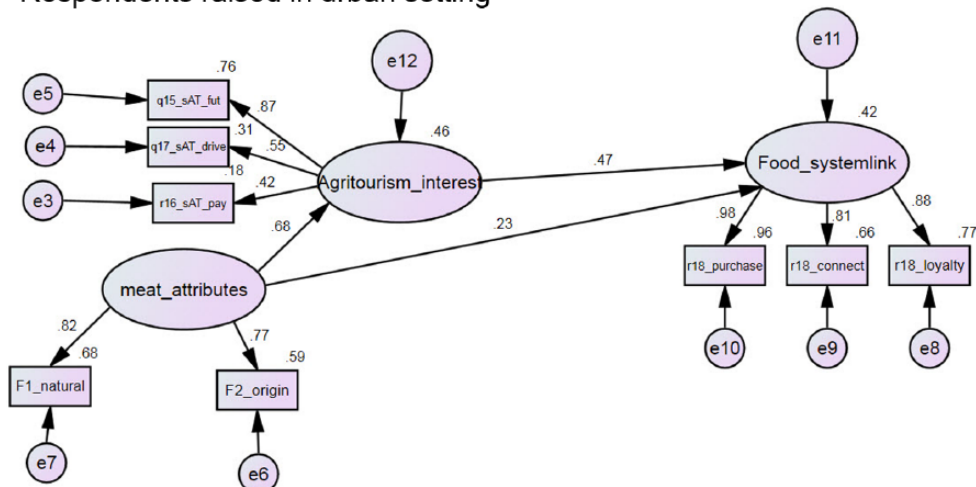 Respondents raised in urban setting
e11
e12
.76
e5
q15_sAT_fut
.87
.42
.46
.31
e4
q17_sAT_drive
.55
.18
Agritourism_interest
.47
Food_systemlink
.42
e3
r16_sAT_pay
.68
.23
.98
.96
.81
.66
.88
.77
r18_purchase
r18_connect
r18_loyalty
meat_attributes
.82
.68
.77
.59
e10
e9
e8
F1_natural
F2_origin
e7
e6